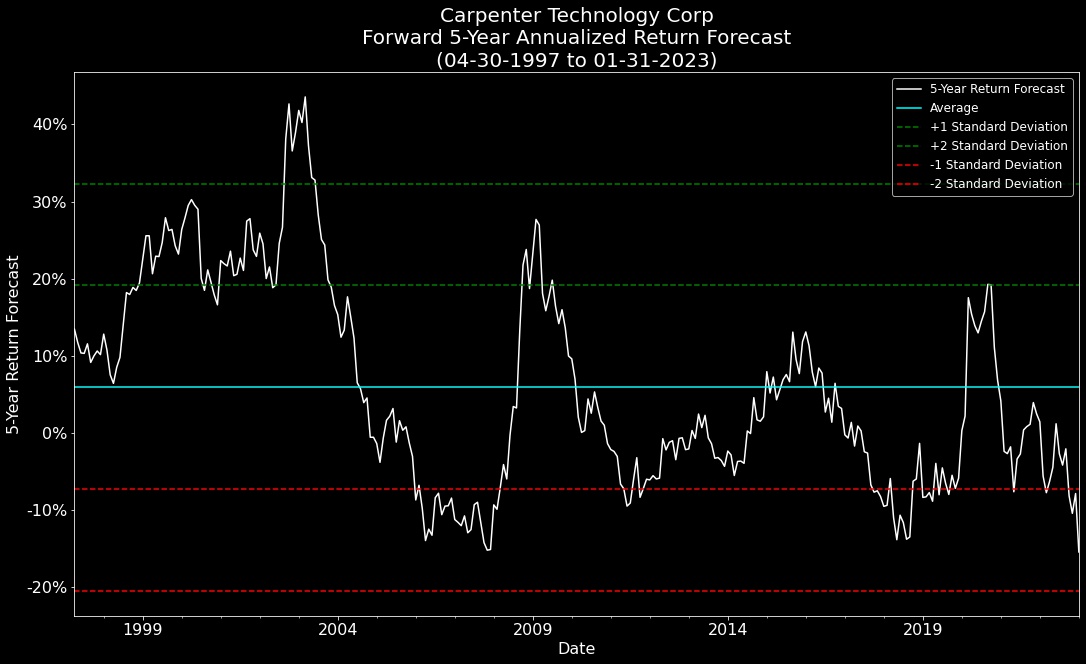 Carpenter Technology Corp
Forward 5-Year Annualized Return Forecast
(04-30-1997 to 01-31-2023)
5-Year Return Forecast
Average
+1 Standard Deviation
+2 Standard Deviation
-1 Standard Deviation
-2 Standard Deviation
5-Year Return Forecast
40%
30%
20%
10%
0%
-10%
-20%
1999
2004
2009
2014
2019
Date